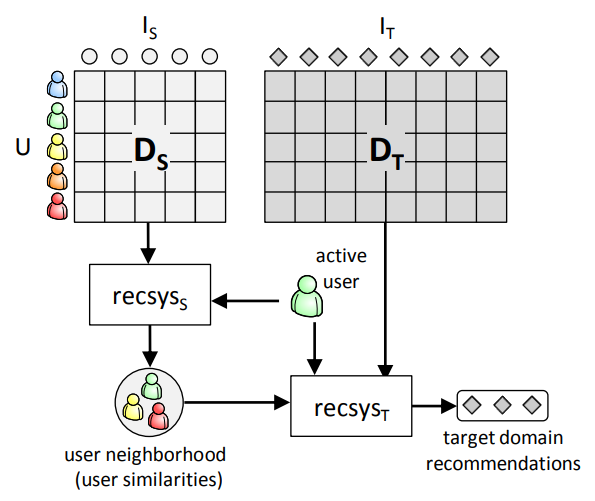 I_S
I_T
U
D_S
D_T
active
user
recsys_S
recsys_T
user neighborhood
(user similarities)
target domain
recommendations